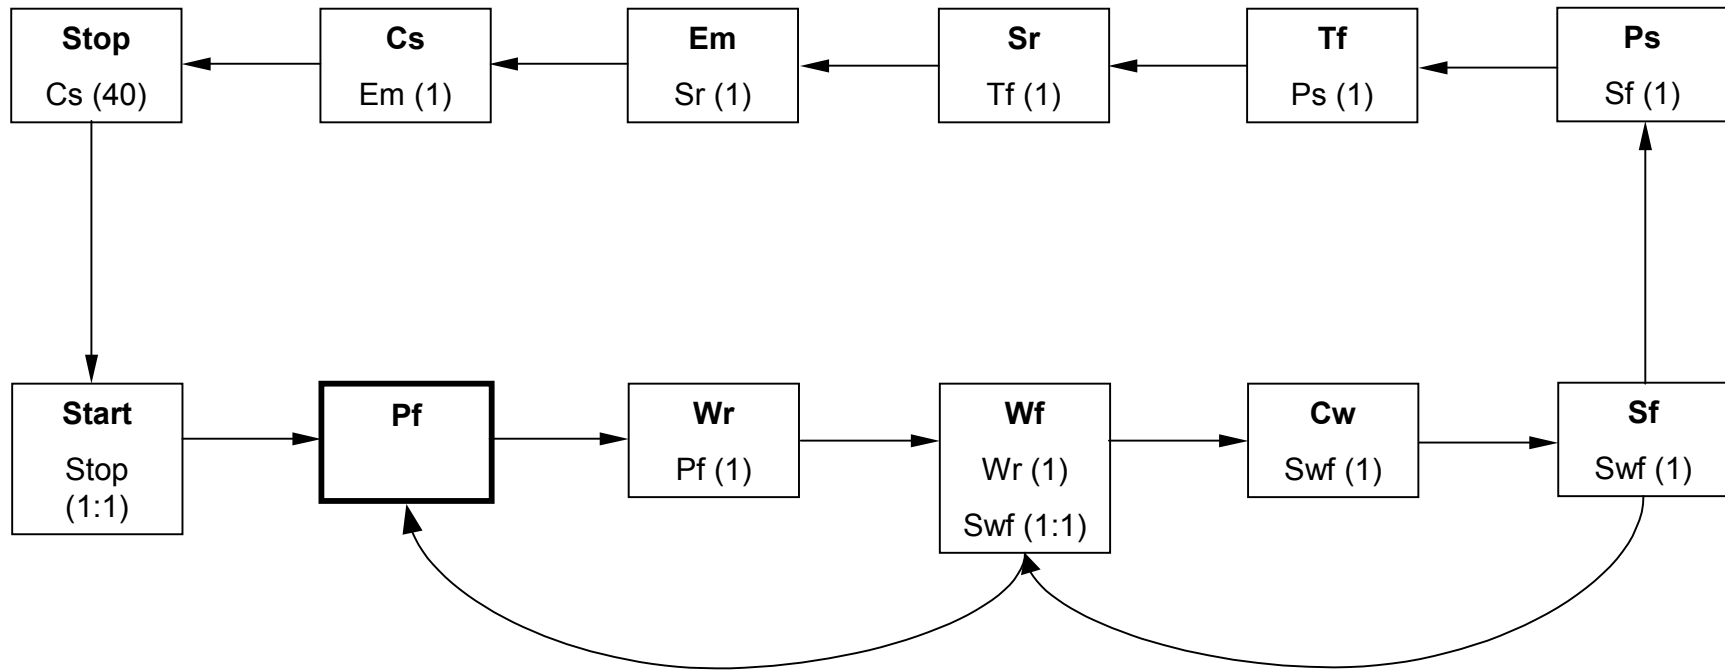 Stop
Cs (40)
Cs
Em (1)
Em
Sr (1)
Sr
Tf (1)
Tf
Ps (1)
Ps
Sf (1)
Start
Stop
(1:1)
Pf
Wr
Pf (1)
Wf
Wr (1)
Swf (1:1)
Cw
Swf (1)
Sf
Swf (1)